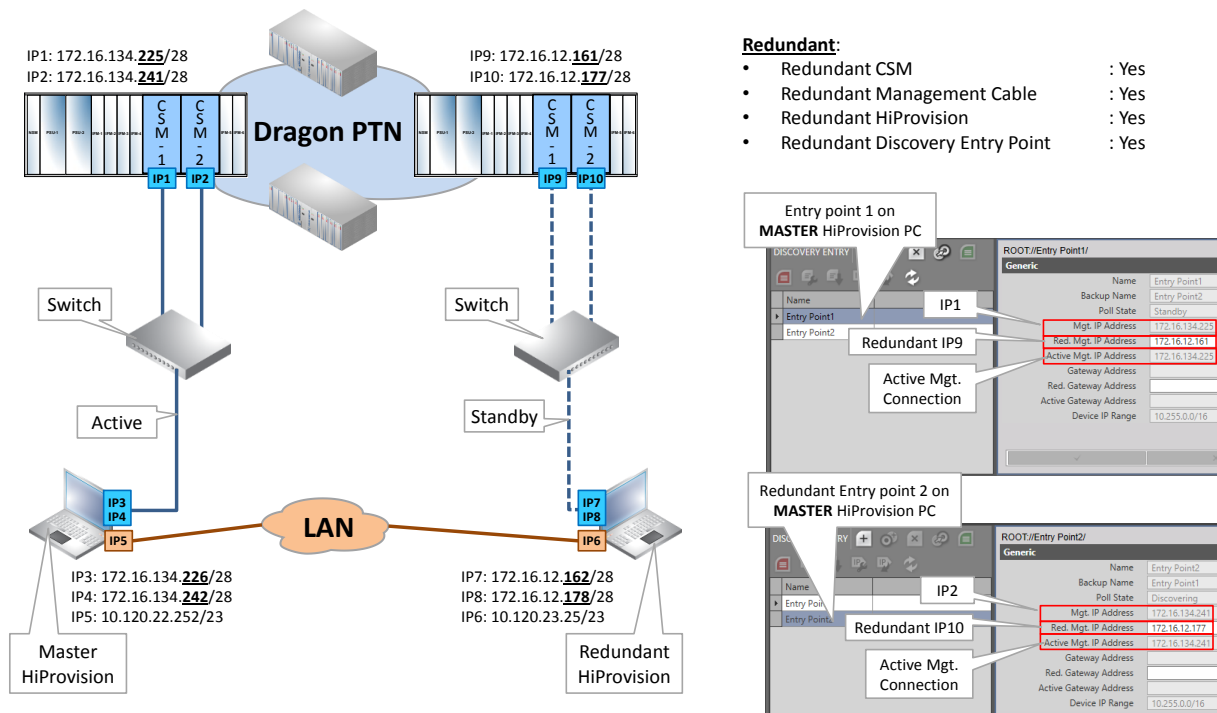 IP1: 172.16.134.225/28
IP2: 172.16.134.241/28
IP9: 172.16.12.161/28
IP10: 172.16.12.177/28
NSM
PSU-1
PSU-2
CSM-1
CSM-2
IP1
IP2
Dragon PTN
NSM
PSU-1
PSU-2
CSM-1
CSM-2
IP9
IP10
Switch
Switch
Active
Standby
IP3
IP4
IP5
LAN
IP7
IP8
IP6
IP3: 172.16.134.226/28
IP4: 172.16.134.242/28
IP5: 10.120.22.252/23
IP7: 172.16.12.162/28
IP8: 172.16.12.178/28
IP6: 10.120.23.25/23
Master
HiProvision
Redundant
HiProvision
Redundant:
• Redundant CSM : Yes
• Redundant Management Cable : Yes
• Redundant HiProvision : Yes
• Redundant Discovery Entry Point : Yes
Entry point 1 on
MASTER HiProvision PC
DISCOVERY ENTRY
Name
Entry Point1
Entry Point2
IP1
Redundant IP9
Active Mgt.
Connection
ROOT://Entry Point1/
Generic
Name Entry Point1
Backup Name Entry Point2
Poll State Standby
Mgt. IP Address 172.16.134.225
Red. Mgt. IP Address 172.16.12.161
Active Mgt. IP Address 172.16.134.225
Gateway Address
Red. Gateway Address
Active Gateway Address
Device IP Range 10.255.0.0/16
Redundant Entry point 2 on
MASTER HiProvision PC
Name
IP2
Redundant IP10
Active Mgt.
Connection
ROOT://Entry Point2/
Generic
Name Entry Point2
Backup Name Entry Point1
Poll State Discovering
Mgt. IP Address 172.16.134.241
Red. Mgt. IP Address 172.16.12.177
Active Mgt. IP Address 172.16.134.241
Gateway Address
Red. Gateway Address
Active Gateway Address
Device IP Range 10.255.0.0/16